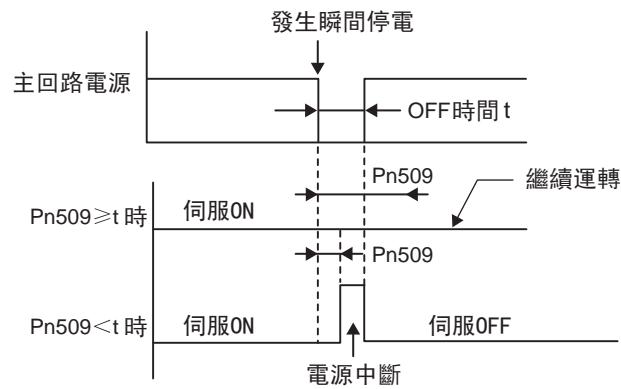 發生瞬間停電
主回路電源
OFF時間 t
Pn509
繼續運轉
Pn509≥t 時
伺服ON
Pn509
Pn509＜t 時
伺服ON
伺服OFF
電源中斷